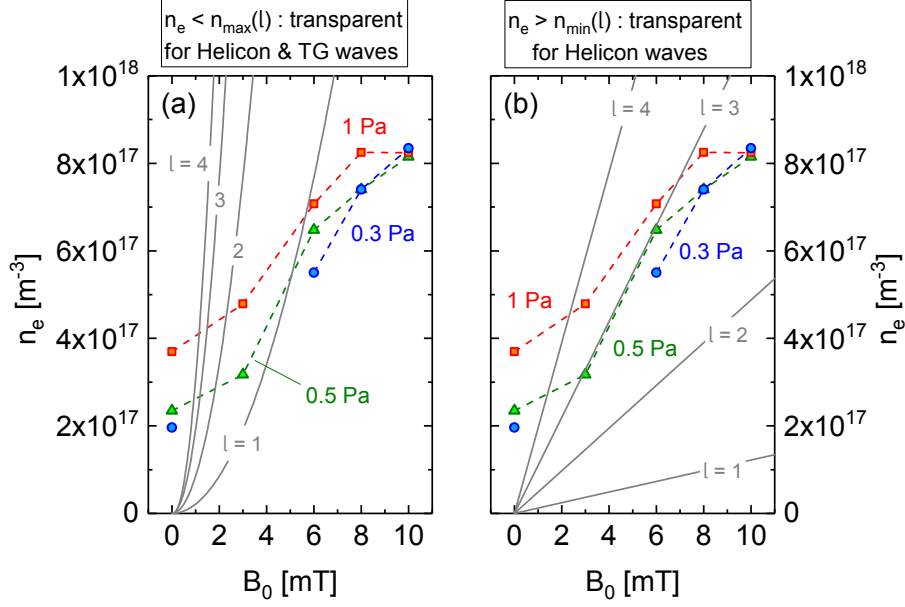 n_e < n_max(l) : transparent
for Helicon & TG waves
n_e > n_min(l) : transparent
for Helicon waves
(a)
1x10^18
8x10^17
6x10^17
4x10^17
2x10^17
0
n_e [m^-3]
l = 4
3
2
l = 1
1 Pa
0.3 Pa
0.5 Pa
0 2 4 6 8 10
B_0 [mT]
(b)
l = 4
l = 3
l = 2
l = 1
1 Pa
0.3 Pa
0.5 Pa
0 2 4 6 8 10
B_0 [mT]
1x10^18
8x10^17
6x10^17
4x10^17
2x10^17
0
n_e [m^-3]